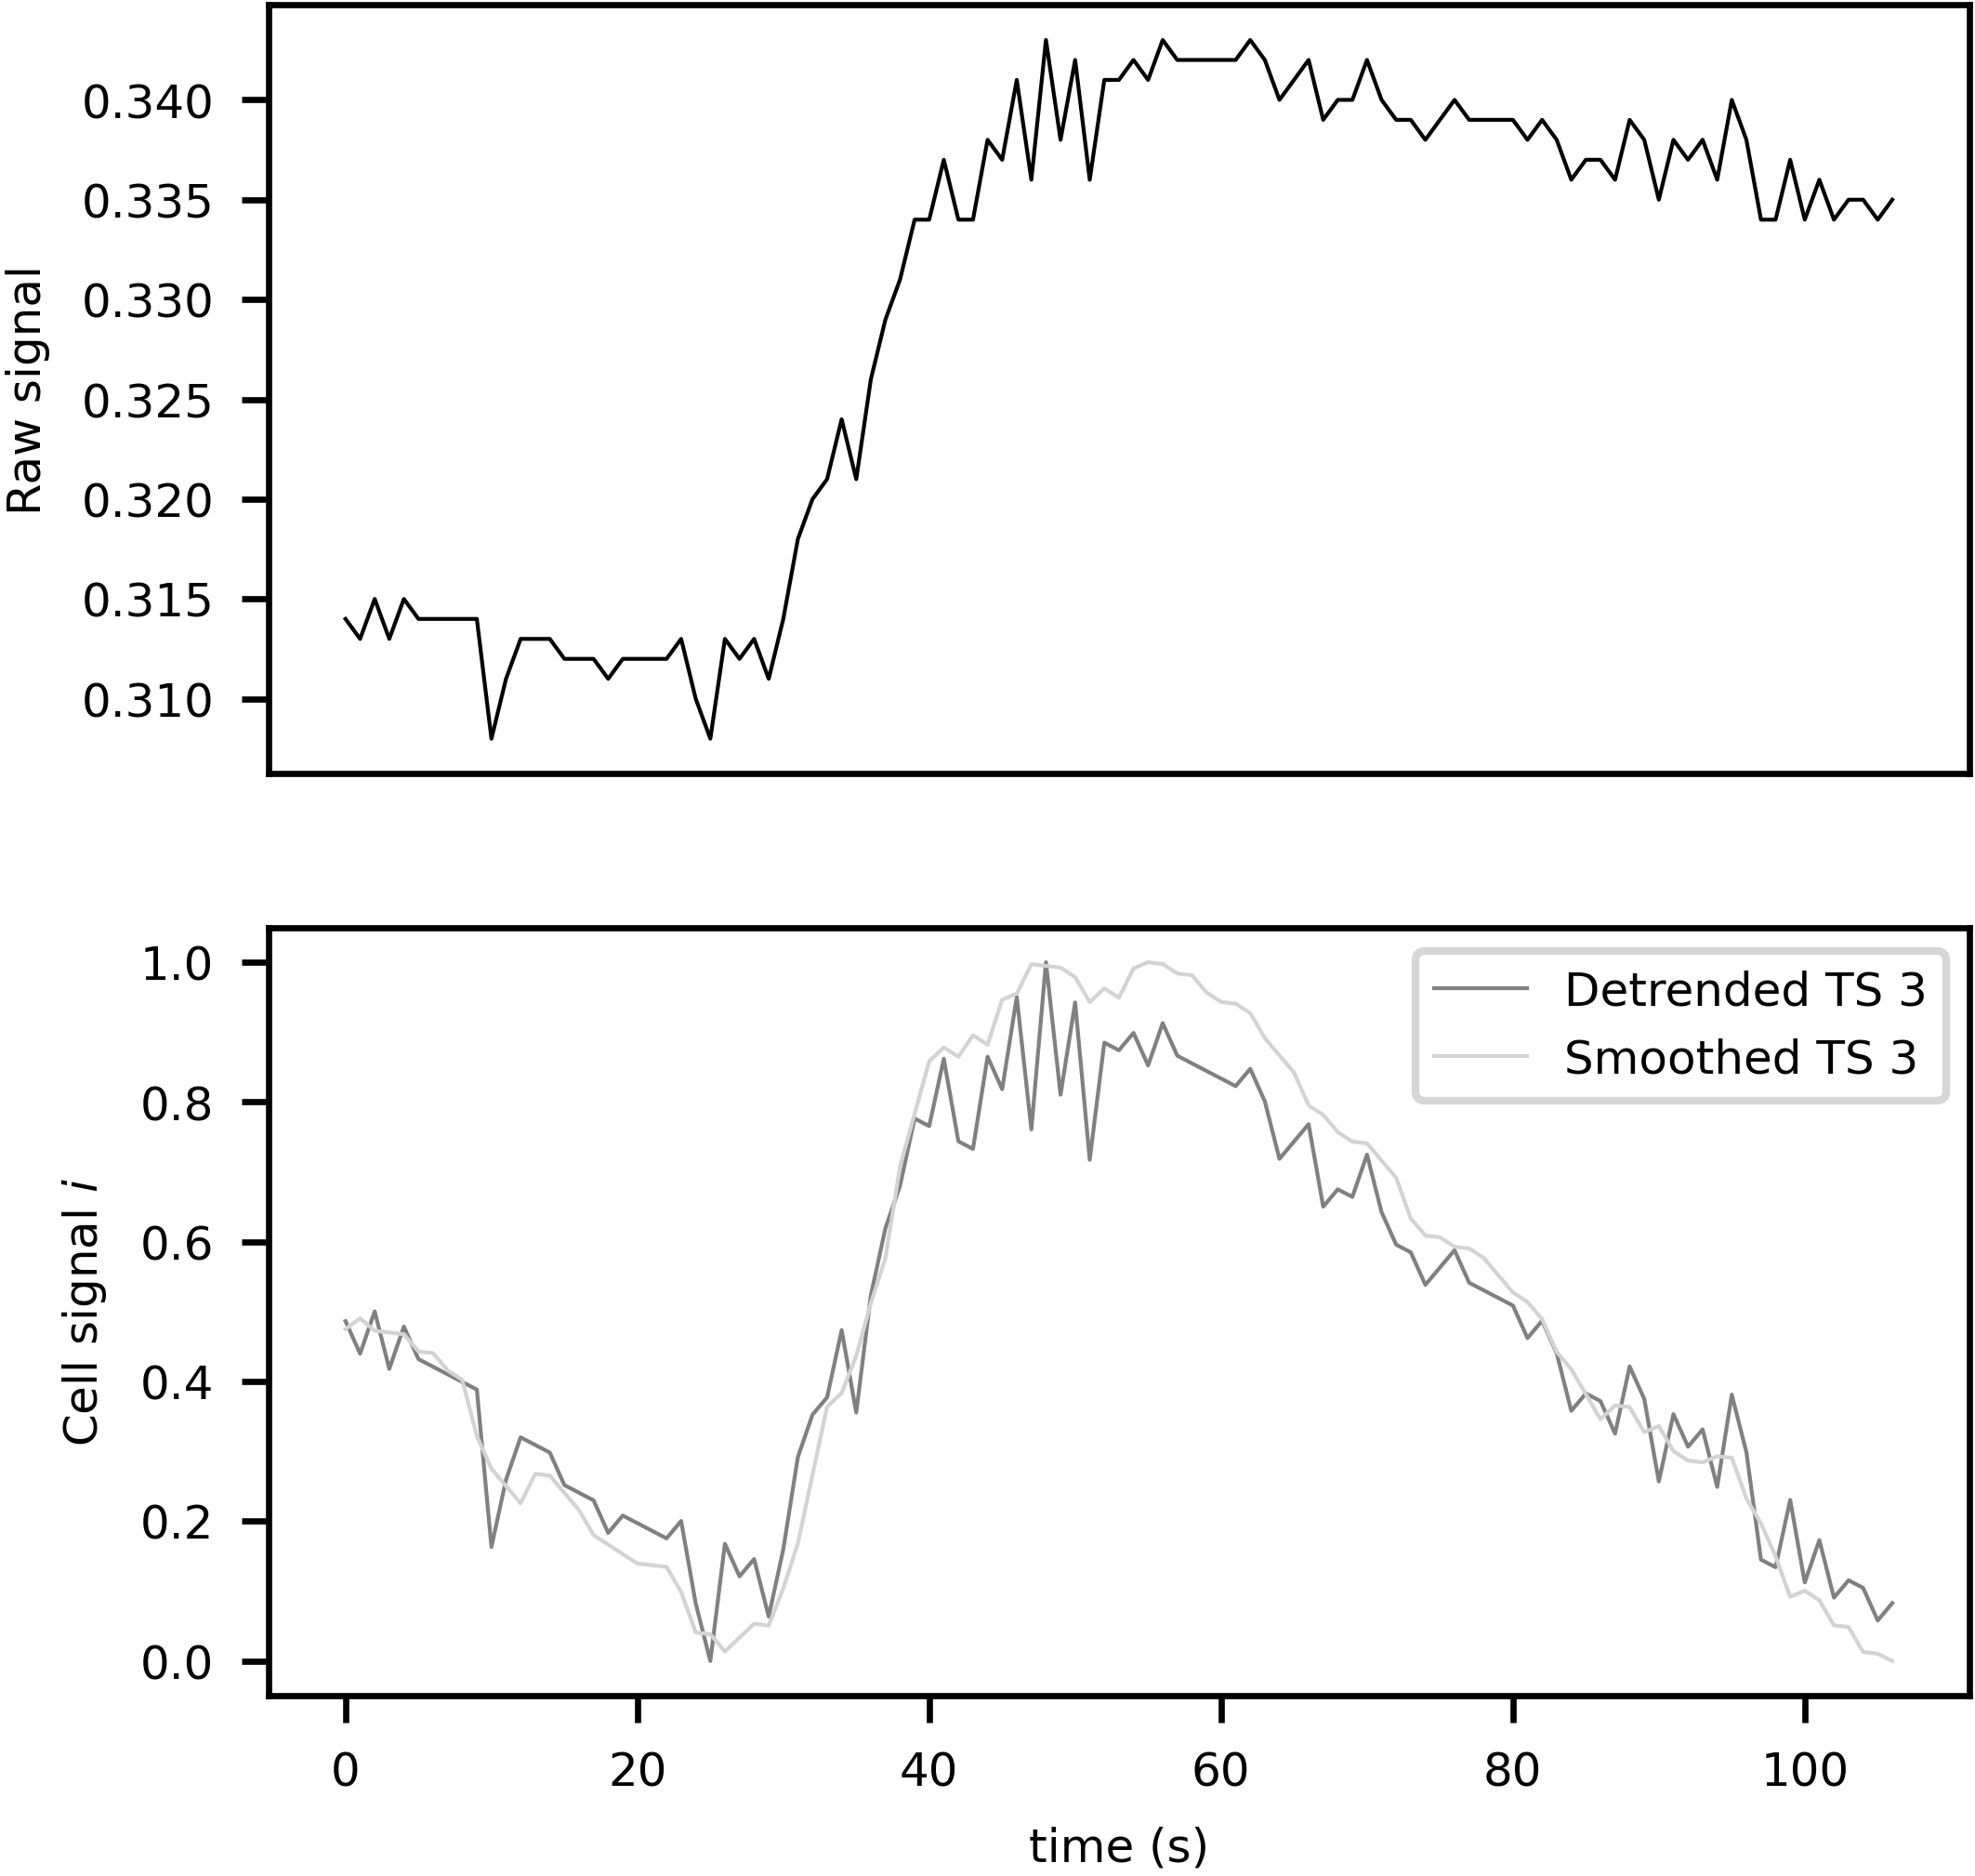 Raw signal
0.340
0.335
0.330
0.325
0.320
0.315
0.310
Cell signal i
1.0
0.8
0.6
0.4
0.2
0.0
Detrended TS 3
Smoothed TS 3
0 20 40 60 80 100
time (s)